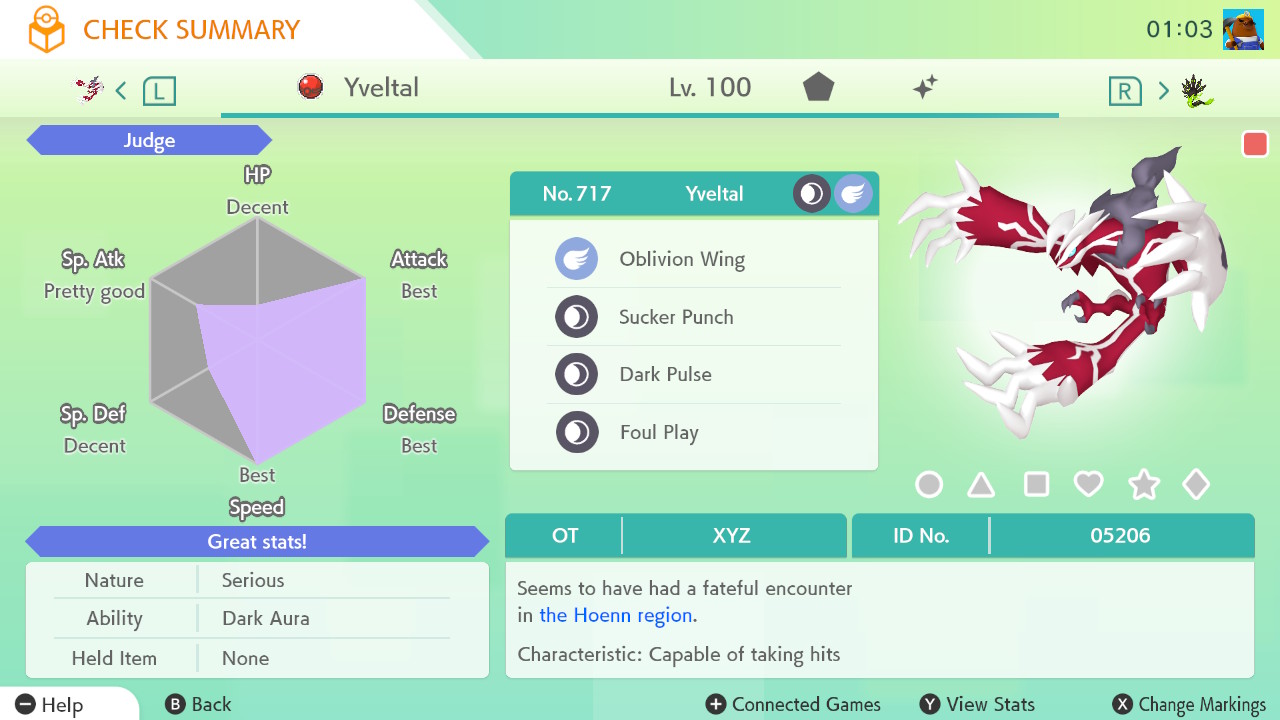 CHECK SUMMARY
01:03
L
Yveltal
Lv. 100
R
Judge
HP
Decent
Sp. Atk
Pretty good
Attack
Best
Sp. Def
Decent
Defense
Best
Best
Speed
Great stats!
Nature Serious
Ability Dark Aura
Held Item None
No. 717 Yveltal
Oblivion Wing
Sucker Punch
Dark Pulse
Foul Play
OT XYZ ID No. 05206
Seems to have had a fateful encounter
in the Hoenn region.
Characteristic: Capable of taking hits
Help
B Back
Connected Games
Y View Stats
X Change Markings